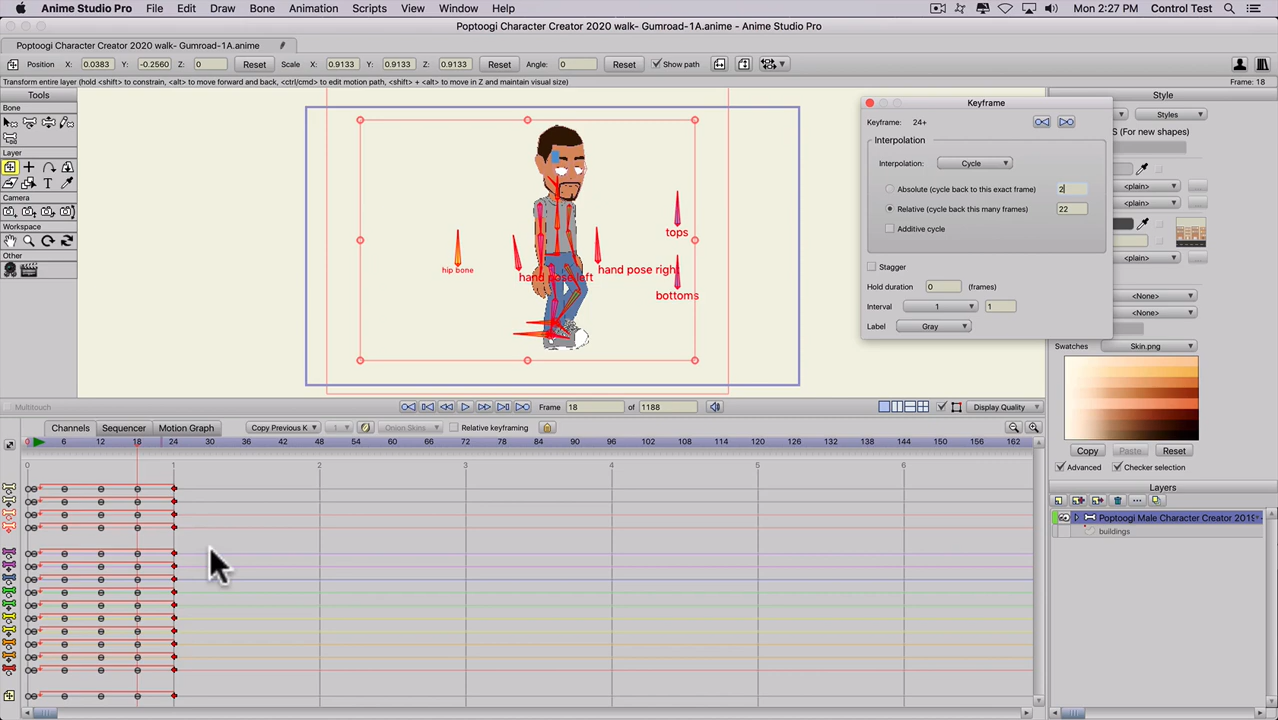 Anime Studio Pro File Edit Draw Bone Animation Scripts View Window Help Mon 2:27 PM Control Test
Poptoogi Character Creator 2020 walk- Gumroad-1A.anime - Anime Studio Pro
Poptoogi Character Creator 2020 walk- Gumroad-1A.anime
Position X: 0.0383 Y: -0.2560 Z: 0 Reset Scale X: 0.9133 Y: 0.9133 Z: 0.9133 Reset Angle: 0 Reset Show path
Transform entire layer (hold <shift> to constrain, <alt> to move forward and back, <ctrl/cmd> to edit motion path, <shift> + <alt> to move in Z and maintain visual size) Frame: 18
Tools
Bone
Layer
Camera
Workspace
Other
Multitouch
tops
hip bone
hand pose left
hand pose right
bottoms
Keyframe
Keyframe: 24+
Interpolation
Interpolation: Cycle
Absolute (cycle back to this exact frame) 2
Relative (cycle back this many frames) 22
Additive cycle
Stagger
Hold duration 0 (frames)
Interval 1 1
Label Gray
Style
Styles
S (For new shapes)
<plain> ...
<plain> ...
<plain> ...
<plain>
<plain> ...
<None>
<None>
Swatches Skin.png
Copy Paste Reset
Advanced Checker selection
Layers
Poptoogi Male Character Creator 2019
buildings
Frame 18 of 1188 Display Quality
Channels Sequencer Motion Graph Copy Previous K 1 Onion Skins Relative keyframing
0 6 12 18 24 30 36 42 48 54 60 66 72 78 84 90 96 102 108 114 120 126 132 138 144 150 156 162
0 1 2 3 4 5 6